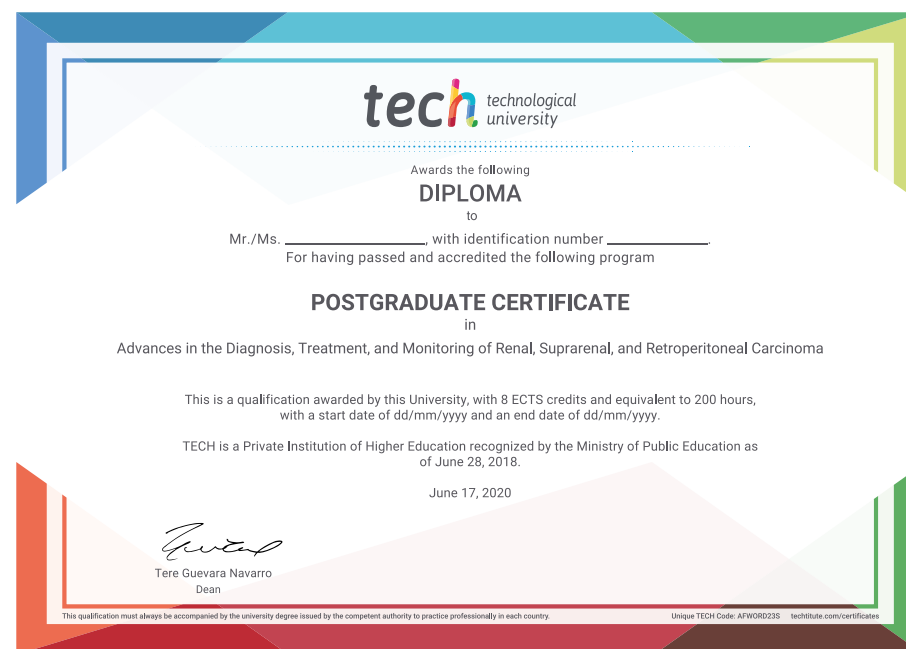 tech technological
university
Awards the following
DIPLOMA
to
Mr./Ms. ____________________, with identification number ______________.
For having passed and accredited the following program
POSTGRADUATE CERTIFICATE
in
Advances in the Diagnosis, Treatment, and Monitoring of Renal, Suprarenal, and Retroperitoneal Carcinoma
This is a qualification awarded by this University, with 8 ECTS credits and equivalent to 200 hours,
with a start date of dd/mm/yyyy and an end date of dd/mm/yyyy.
TECH is a Private Institution of Higher Education recognized by the Ministry of Public Education as
of June 28, 2018.
June 17, 2020
Tere Guevara Navarro
Dean
This qualification must always be accompanied by the university degree issued by the competent authority to practice professionally in each country.
Unique TECH Code: AFWORD23S techtitute.com/certificates